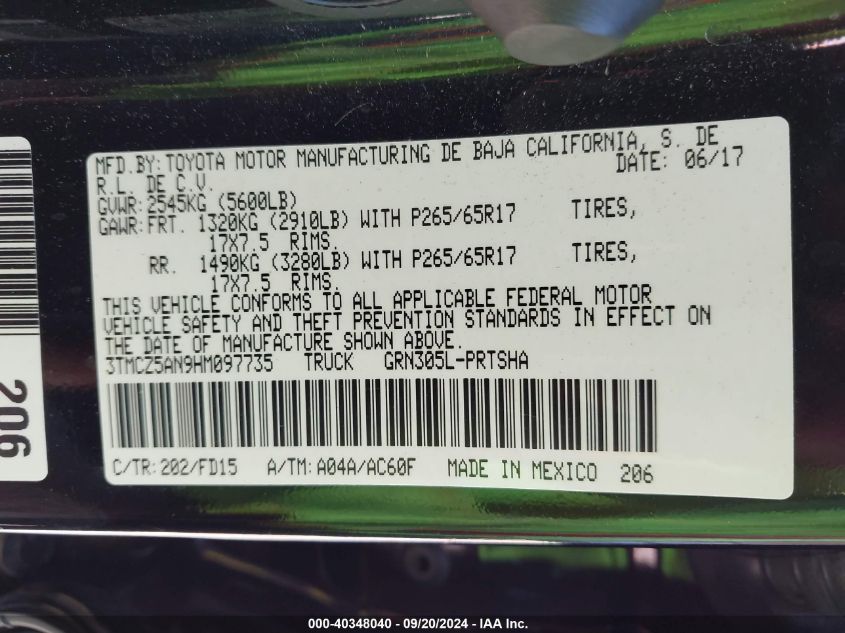 MFD.BY:TOYOTA MOTOR MANUFACTURING DE BAJA CALIFORNIA, S. DE
R.L. DE C.V. DATE: 06/17
GVWR:2545KG (5600LB)
GAWR:FRT. 1320KG (2910LB) WITH P265/65R17 TIRES,
17X7.5 RIMS.
RR. 1490KG (3280LB) WITH P265/65R17 TIRES,
17X7.5 RIMS.
THIS VEHICLE CONFORMS TO ALL APPLICABLE FEDERAL MOTOR
VEHICLE SAFETY AND THEFT PREVENTION STANDARDS IN EFFECT ON
THE DATE OF MANUFACTURE SHOWN ABOVE.
3TMCZ5AN9HM097735 TRUCK GRN305L-PRTSHA
C/TR:202/FD15 A/TM:A04A/AC60F MADE IN MEXICO 206
206
000-40348040 - 09/20/2024 - IAA Inc.